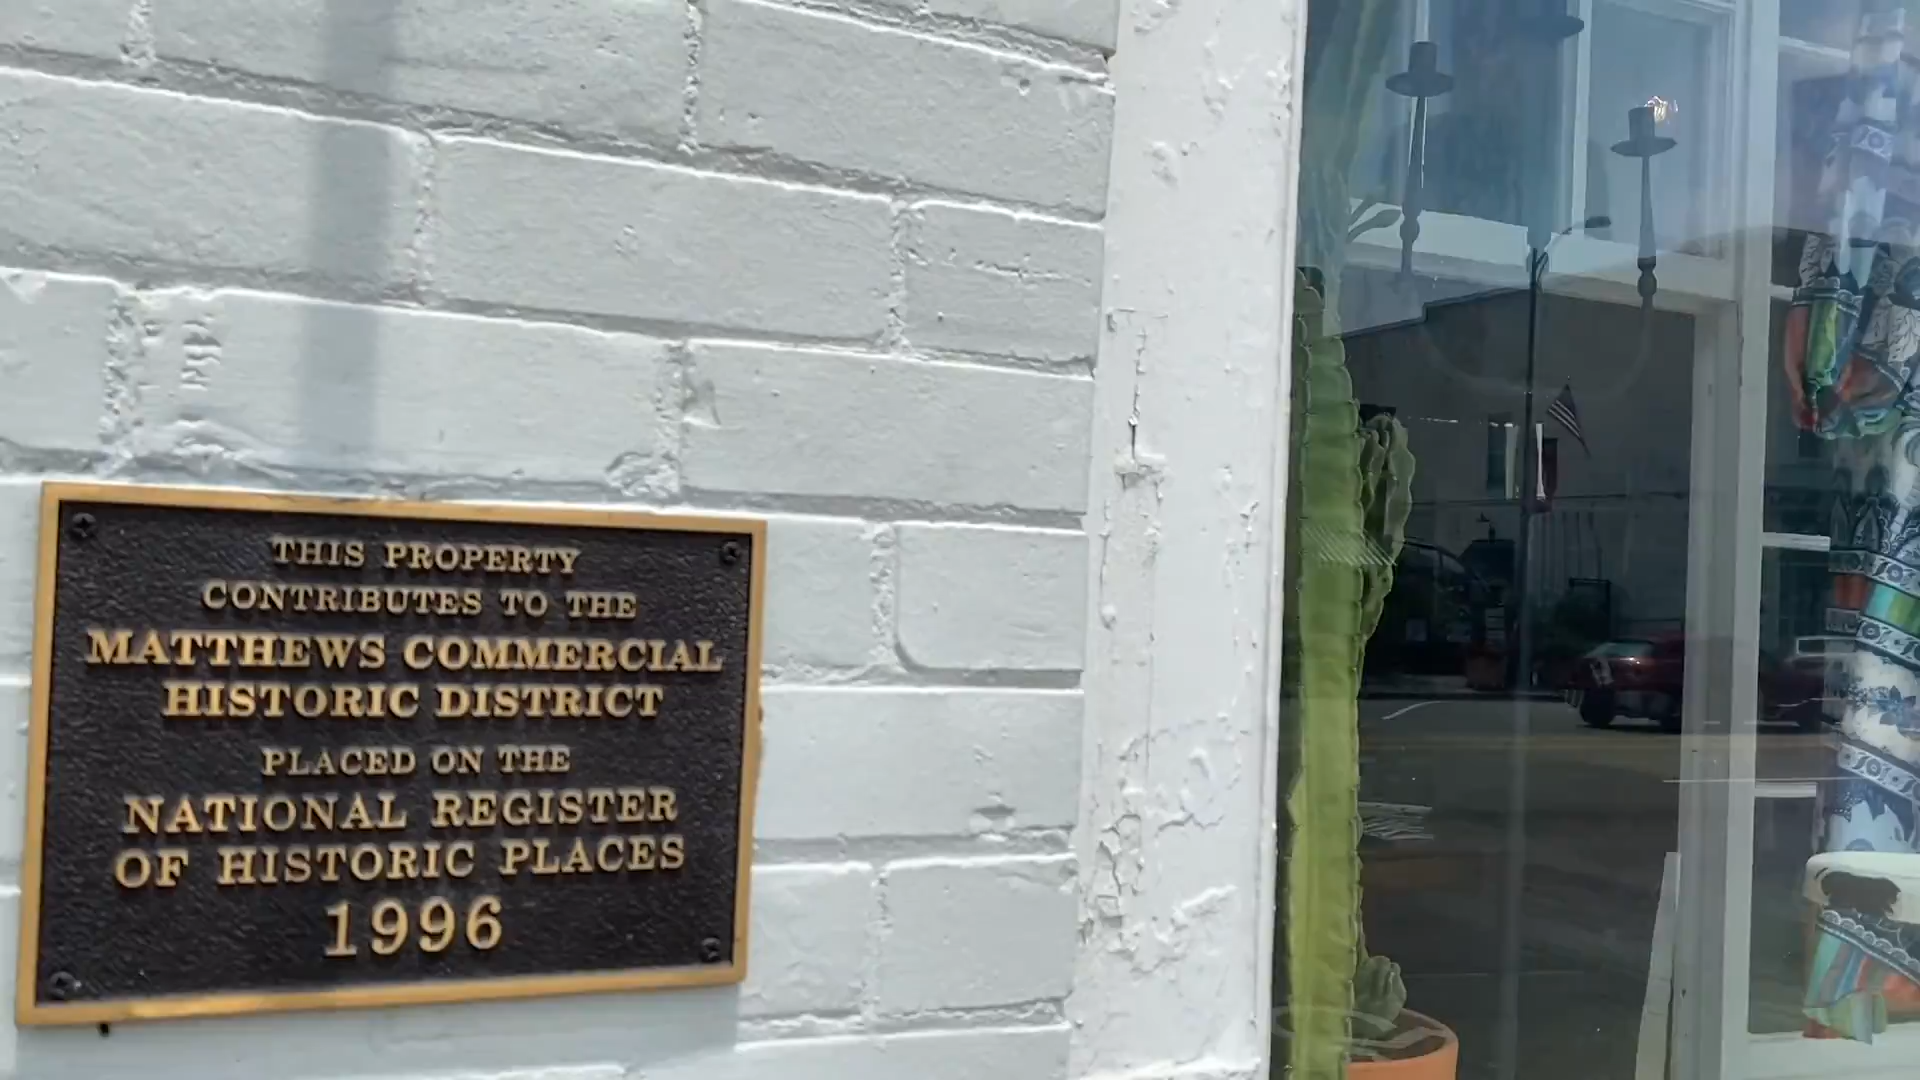 THIS PROPERTY
CONTRIBUTES TO THE
MATTHEWS COMMERCIAL
HISTORIC DISTRICT
PLACED ON THE
NATIONAL REGISTER
OF HISTORIC PLACES
1996